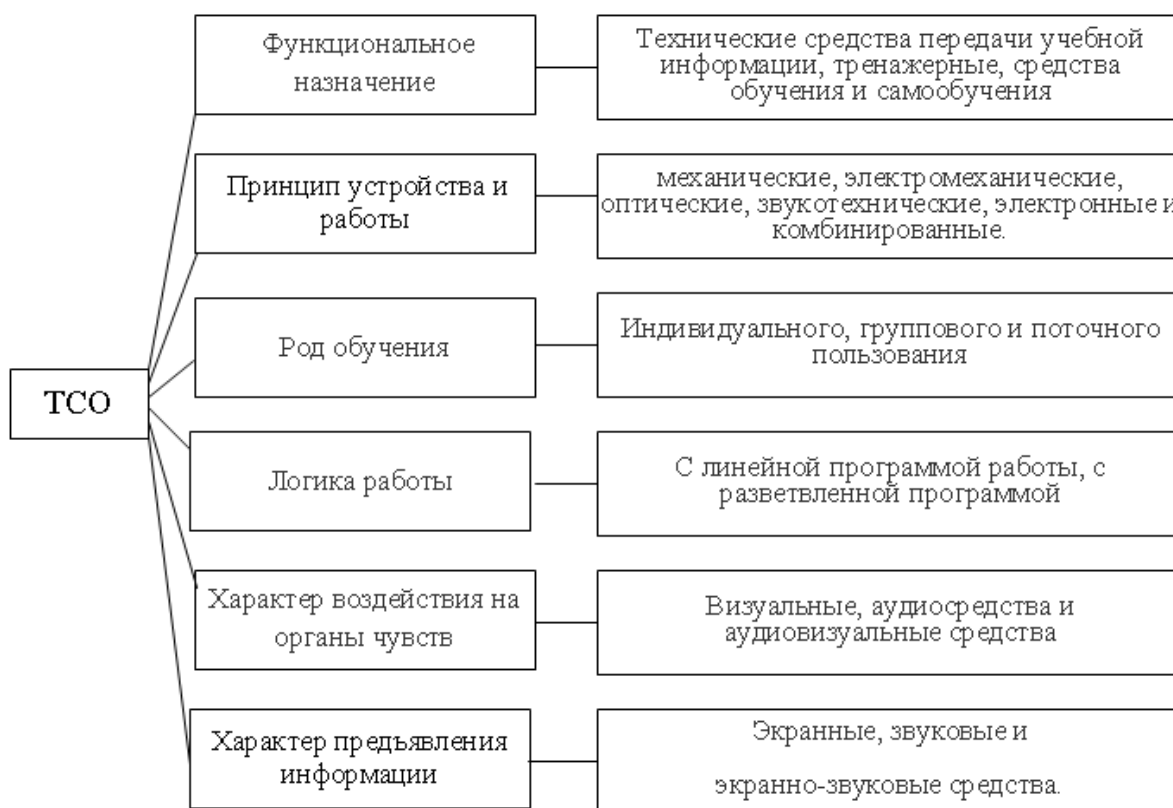 Функциональное
назначение
Технические средства передачи учебной
информации, тренажерные, средства
обучения и самообучения
Принцип устройства и
работы
механические, электромеханические,
оптические, звукотехнические, электронные и
комбинированные.
Род обучения
Индивидуального, группового и поточного
пользования
ТСО
Логика работы
С линейной программой работы, с
разветвленной программой
Характер воздействия на
органы чувств
Визуальные, аудиосредства и
аудиовизуальные средства
Характер предъявления
информации
Экранные, звуковые и
экранно-звуковые средства.